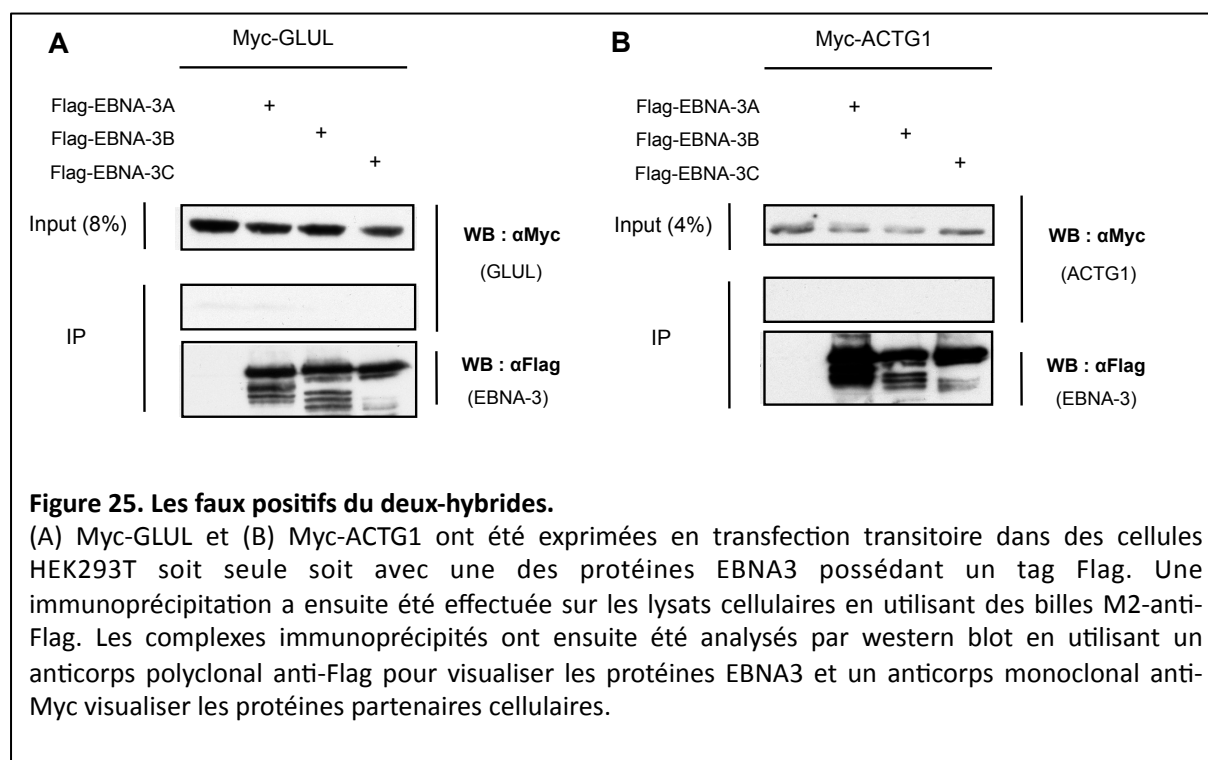 A
Myc-GLUL
Flag-EBNA-3A +
Flag-EBNA-3B +
Flag-EBNA-3C +
Input (8%)
WB : αMyc
(GLUL)
IP
WB : αFlag
(EBNA-3)
B
Myc-ACTG1
Flag-EBNA-3A +
Flag-EBNA-3B +
Flag-EBNA-3C +
Input (4%)
WB : αMyc
(ACTG1)
IP
WB : αFlag
(EBNA-3)
Figure 25. Les faux positifs du deux-hybrides.
(A) Myc-GLUL et (B) Myc-ACTG1 ont été exprimées en transfection transitoire dans des cellules
HEK293T soit seule soit avec une des protéines EBNA3 possédant un tag Flag. Une
immunoprécipitation a ensuite été effectuée sur les lysats cellulaires en utilisant des billes M2-anti-
Flag. Les complexes immunoprécipités ont ensuite été analysés par western blot en utilisant un
anticorps polyclonal anti-Flag pour visualiser les protéines EBNA3 et un anticorps monoclonal anti-
Myc visualiser les protéines partenaires cellulaires.